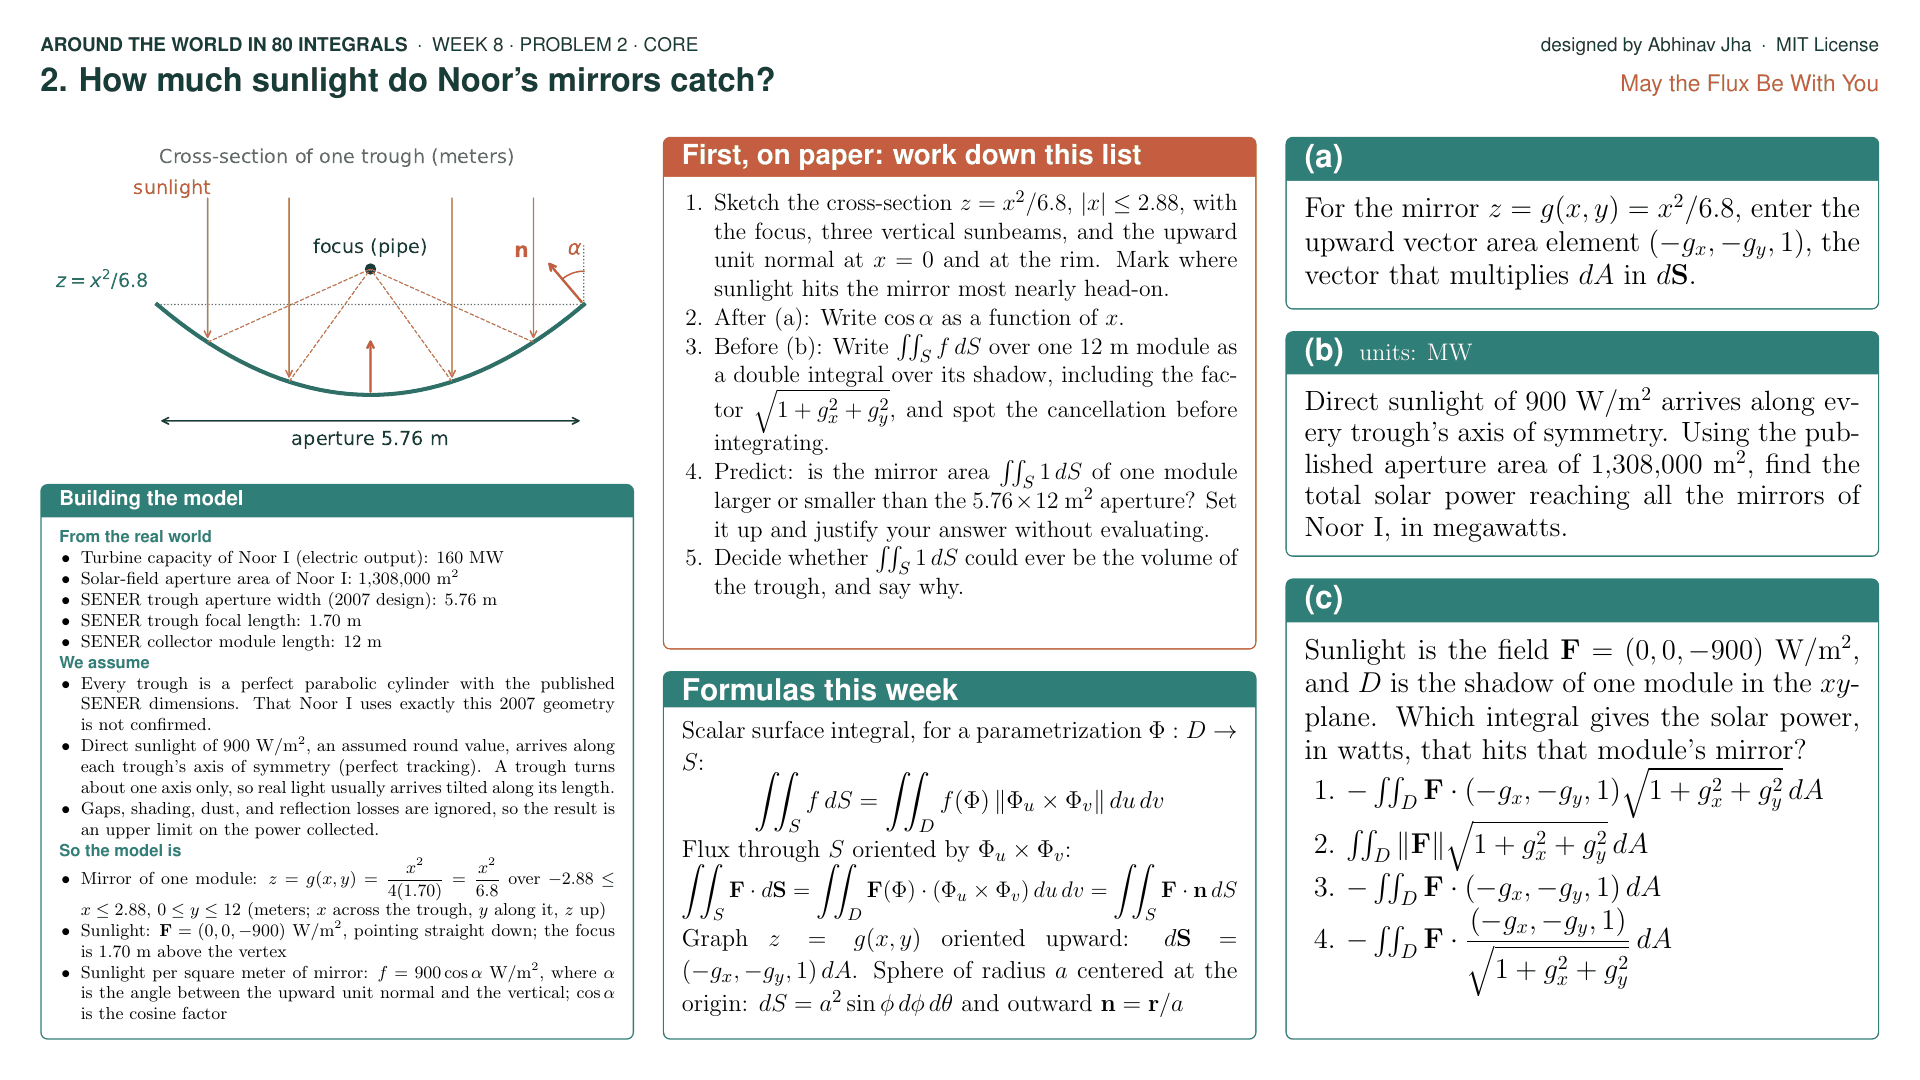 AROUND THE WORLD IN 80 INTEGRALS · WEEK 8 · PROBLEM 2 · CORE
designed by Abhinav Jha · MIT License
2. How much sunlight do Noor's mirrors catch?
May the Flux Be With You
Cross-section of one trough (meters)
sunlight
focus (pipe)
n
α
z = x²/6.8
aperture 5.76 m
Building the model
From the real world
• Turbine capacity of Noor I (electric output): 160 MW
• Solar-field aperture area of Noor I: 1,308,000 m²
• SENER trough aperture width (2007 design): 5.76 m
• SENER trough focal length: 1.70 m
• SENER collector module length: 12 m
We assume
• Every trough is a perfect parabolic cylinder with the published
SENER dimensions. That Noor I uses exactly this 2007 geometry
is not confirmed.
• Direct sunlight of 900 W/m², an assumed round value, arrives along
each trough's axis of symmetry (perfect tracking). A trough turns
about one axis only, so real light usually arrives tilted along its length.
• Gaps, shading, dust, and reflection losses are ignored, so the result is
an upper limit on the power collected.
So the model is
• Mirror of one module: z = g(x, y) = x²/4(1.70) = x²/6.8 over −2.88 ≤
x ≤ 2.88, 0 ≤ y ≤ 12 (meters; x across the trough, y along it, z up)
• Sunlight: F = (0, 0, −900) W/m², pointing straight down; the focus
is 1.70 m above the vertex
• Sunlight per square meter of mirror: f = 900 cos α W/m², where α
is the angle between the upward unit normal and the vertical; cos α
is the cosine factor
First, on paper: work down this list
1. Sketch the cross-section z = x²/6.8, |x| ≤ 2.88, with
the focus, three vertical sunbeams, and the upward
unit normal at x = 0 and at the rim. Mark where
sunlight hits the mirror most nearly head-on.
2. After (a): Write cos α as a function of x.
3. Before (b): Write ∬_S f dS over one 12 m module as
a double integral over its shadow, including the fac-
tor √(1 + g_x² + g_y²), and spot the cancellation before
integrating.
4. Predict: is the mirror area ∬_S 1 dS of one module
larger or smaller than the 5.76 × 12 m² aperture? Set
it up and justify your answer without evaluating.
5. Decide whether ∬_S 1 dS could ever be the volume of
the trough, and say why.
Formulas this week
Scalar surface integral, for a parametrization Φ : D →
S:
∬_S f dS = ∬_D f(Φ) ‖Φ_u × Φ_v‖ du dv
Flux through S oriented by Φ_u × Φ_v:
∬_S F · dS = ∬_D F(Φ) · (Φ_u × Φ_v) du dv = ∬_S F · n dS
Graph z = g(x, y) oriented upward: dS =
(−g_x, −g_y, 1) dA. Sphere of radius a centered at the
origin: dS = a² sin ϕ dϕ dθ and outward n = r/a
(a)
For the mirror z = g(x, y) = x²/6.8, enter the
upward vector area element (−g_x, −g_y, 1), the
vector that multiplies dA in dS.
(b) units: MW
Direct sunlight of 900 W/m² arrives along ev-
ery trough's axis of symmetry. Using the pub-
lished aperture area of 1,308,000 m², find the
total solar power reaching all the mirrors of
Noor I, in megawatts.
(c)
Sunlight is the field F = (0, 0, −900) W/m²,
and D is the shadow of one module in the xy-
plane. Which integral gives the solar power,
in watts, that hits that module's mirror?
1. − ∬_D F · (−g_x, −g_y, 1)√(1 + g_x² + g_y²) dA
2. ∬_D ‖F‖√(1 + g_x² + g_y²) dA
3. − ∬_D F · (−g_x, −g_y, 1) dA
4. − ∬_D F · (−g_x, −g_y, 1)/√(1 + g_x² + g_y²) dA